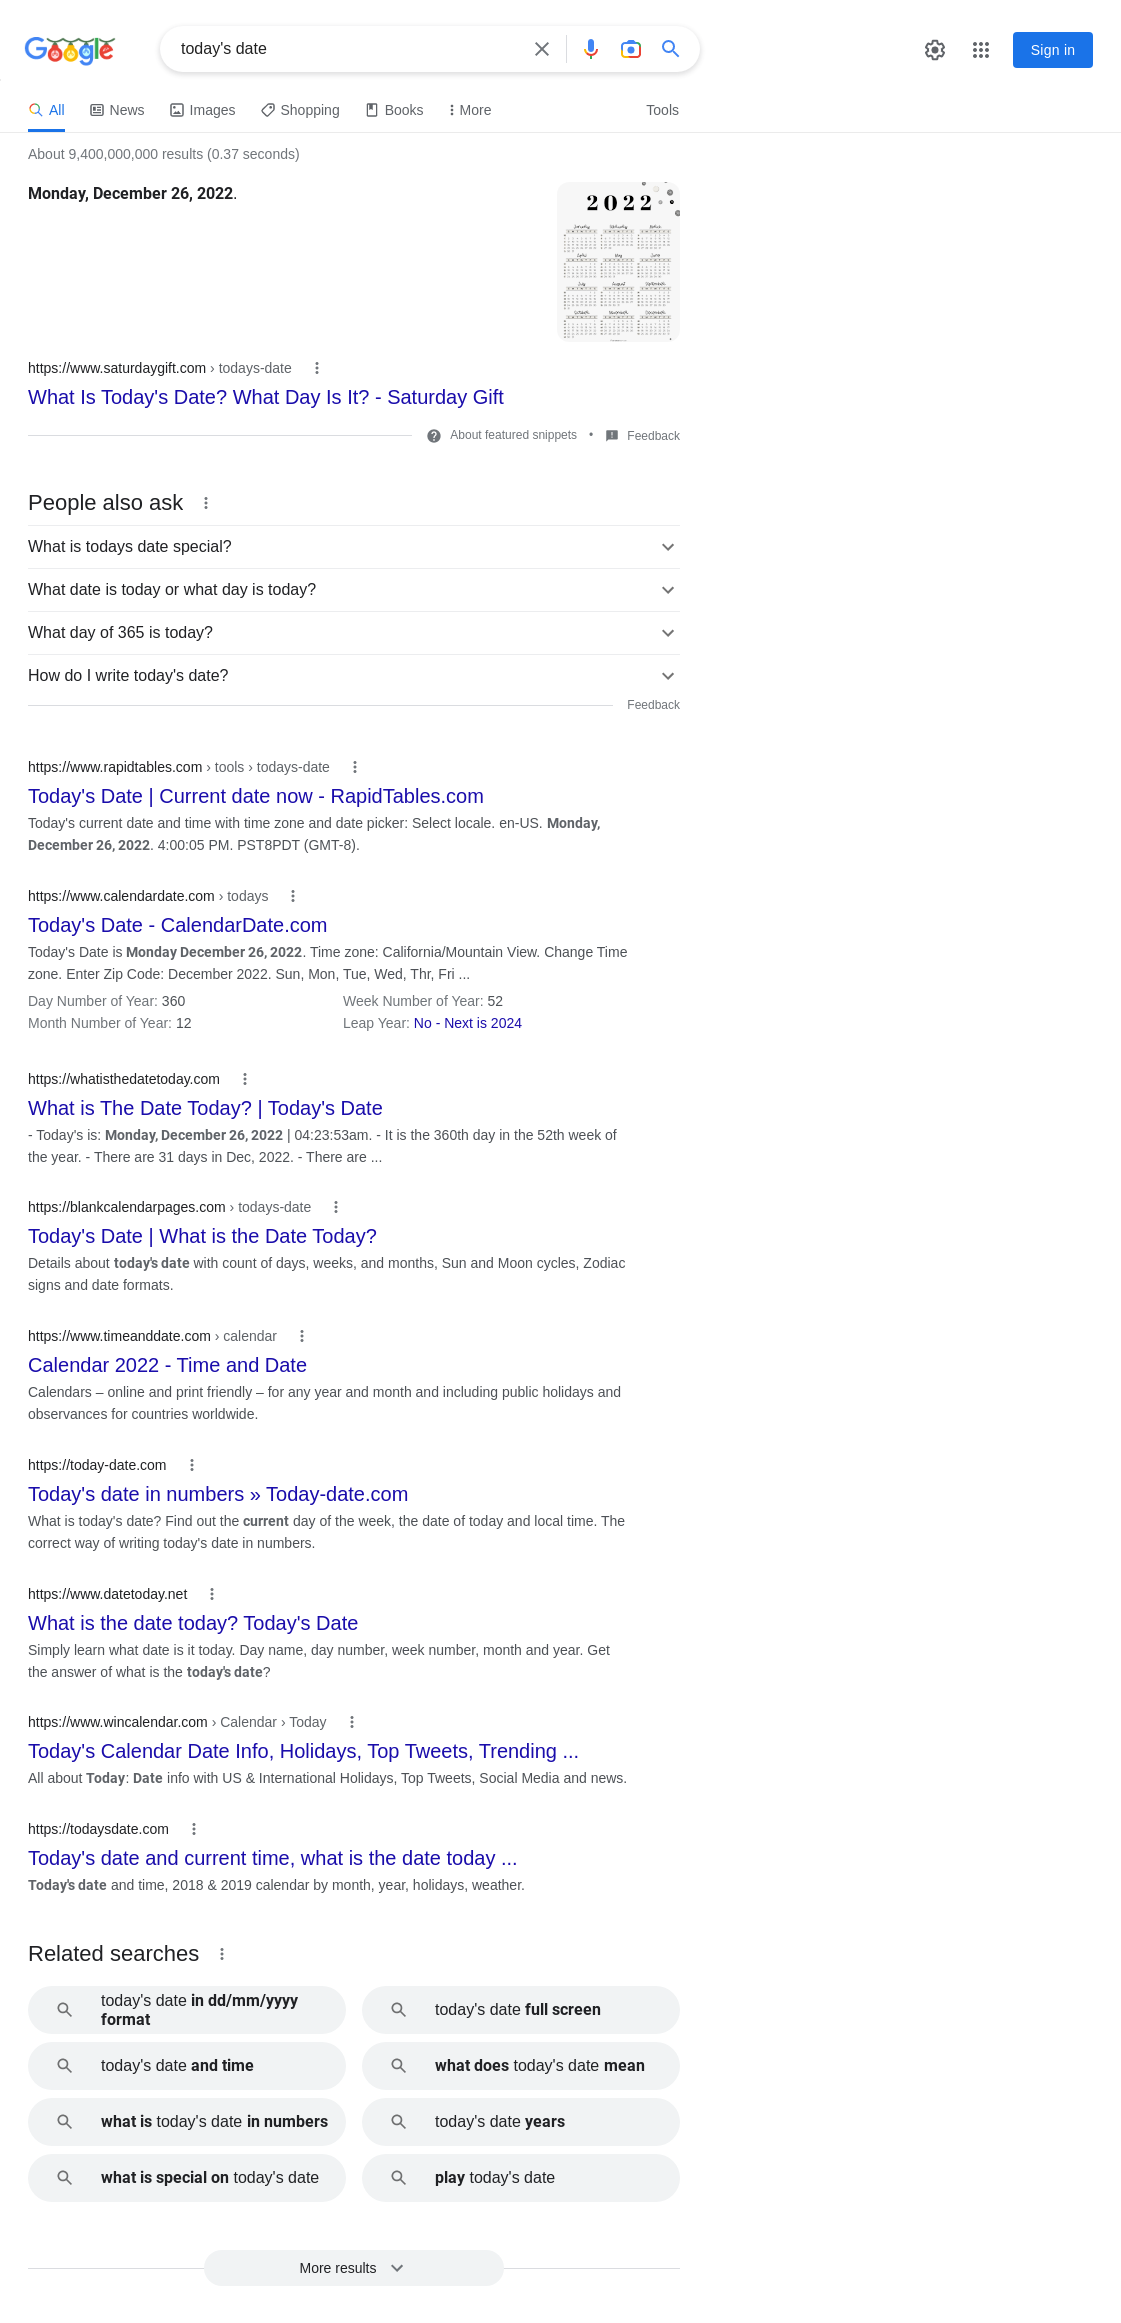 Google
today's date
Sign in
All
News
Images
Shopping
Books
More
Tools
About 9,400,000,000 results (0.37 seconds)
Monday, December 26, 2022.
2022
https://www.saturdaygift.com › todays-date
What Is Today's Date? What Day Is It? - Saturday Gift
About featured snippets • Feedback
People also ask
What is todays date special?
What date is today or what day is today?
What day of 365 is today?
How do I write today's date?
Feedback
https://www.rapidtables.com › tools › todays-date
Today's Date | Current date now - RapidTables.com
Today's current date and time with time zone and date picker: Select locale. en-US. Monday,
December 26, 2022. 4:00:05 PM. PST8PDT (GMT-8).
https://www.calendardate.com › todays
Today's Date - CalendarDate.com
Today's Date is Monday December 26, 2022. Time zone: California/Mountain View. Change Time
zone. Enter Zip Code: December 2022. Sun, Mon, Tue, Wed, Thr, Fri ...
Day Number of Year: 360
Week Number of Year: 52
Month Number of Year: 12
Leap Year: No - Next is 2024
https://whatisthedatetoday.com
What is The Date Today? | Today's Date
- Today's is: Monday, December 26, 2022 | 04:23:53am. - It is the 360th day in the 52th week of
the year. - There are 31 days in Dec, 2022. - There are ...
https://blankcalendarpages.com › todays-date
Today's Date | What is the Date Today?
Details about today's date with count of days, weeks, and months, Sun and Moon cycles, Zodiac
signs and date formats.
https://www.timeanddate.com › calendar
Calendar 2022 - Time and Date
Calendars – online and print friendly – for any year and month and including public holidays and
observances for countries worldwide.
https://today-date.com
Today's date in numbers » Today-date.com
What is today's date? Find out the current day of the week, the date of today and local time. The
correct way of writing today's date in numbers.
https://www.datetoday.net
What is the date today? Today's Date
Simply learn what date is it today. Day name, day number, week number, month and year. Get
the answer of what is the today's date?
https://www.wincalendar.com › Calendar › Today
Today's Calendar Date Info, Holidays, Top Tweets, Trending ...
All about Today: Date info with US & International Holidays, Top Tweets, Social Media and news.
https://todaysdate.com
Today's date and current time, what is the date today ...
Today's date and time, 2018 & 2019 calendar by month, year, holidays, weather.
Related searches
today's date in dd/mm/yyyy
format
today's date full screen
today's date and time
what does today's date mean
what is today's date in numbers
today's date years
what is special on today's date
play today's date
More results